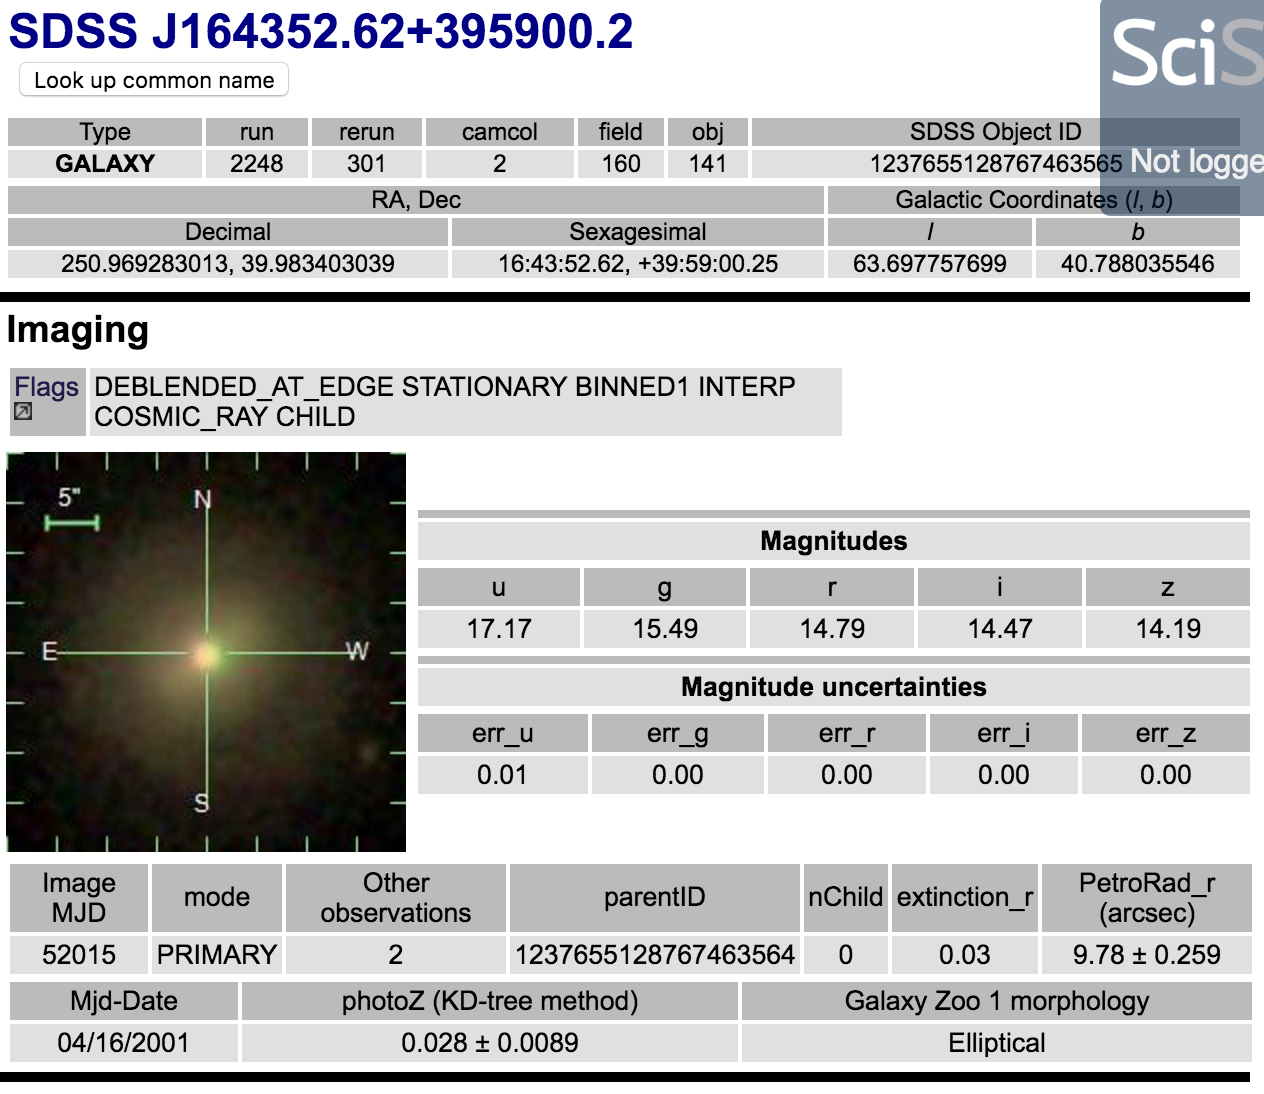 SDSS J164352.62+395900.2
SciS
Look up common name
Type run rerun camcol field obj SDSS Object ID
GALAXY 2248 301 2 160 141 1237655128767463565 Not logge
RA, Dec Galactic Coordinates (l, b)
Decimal Sexagesimal l b
250.969283013, 39.983403039 16:43:52.62, +39:59:00.25 63.697757699 40.788035546
Imaging
Flags DEBLENDED_AT_EDGE STATIONARY BINNED1 INTERP
COSMIC_RAY CHILD
5" N
E W
S
Magnitudes
u g r i z
17.17 15.49 14.79 14.47 14.19
Magnitude uncertainties
err_u err_g err_r err_i err_z
0.01 0.00 0.00 0.00 0.00
Image MJD mode Other observations parentID nChild extinction_r PetroRad_r (arcsec)
52015 PRIMARY 2 1237655128767463564 0 0.03 9.78 ± 0.259
Mjd-Date photoZ (KD-tree method) Galaxy Zoo 1 morphology
04/16/2001 0.028 ± 0.0089 Elliptical